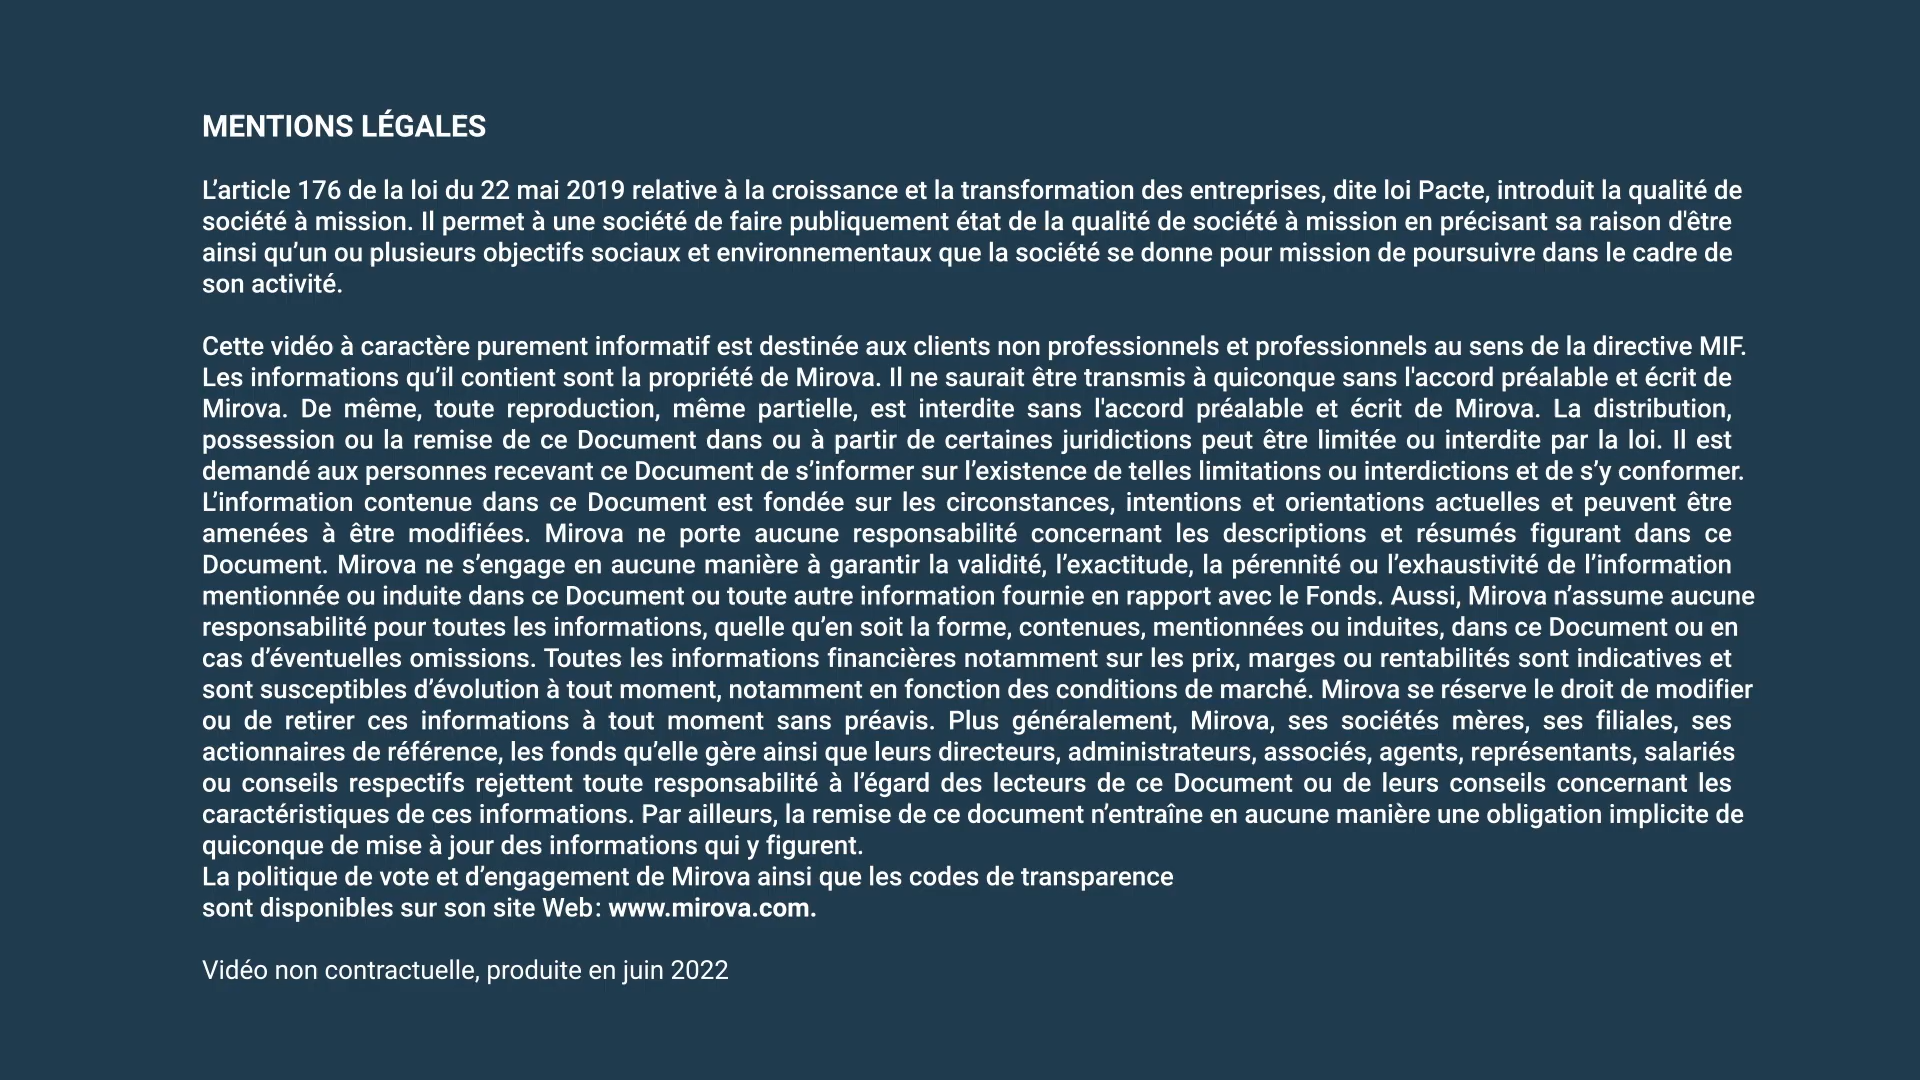 MENTIONS LÉGALES
L’article 176 de la loi du 22 mai 2019 relative à la croissance et la transformation des entreprises, dite loi Pacte, introduit la qualité de
société à mission. Il permet à une société de faire publiquement état de la qualité de société à mission en précisant sa raison d'être
ainsi qu’un ou plusieurs objectifs sociaux et environnementaux que la société se donne pour mission de poursuivre dans le cadre de
son activité.
Cette vidéo à caractère purement informatif est destinée aux clients non professionnels et professionnels au sens de la directive MIF.
Les informations qu’il contient sont la propriété de Mirova. Il ne saurait être transmis à quiconque sans l'accord préalable et écrit de
Mirova. De même, toute reproduction, même partielle, est interdite sans l'accord préalable et écrit de Mirova. La distribution,
possession ou la remise de ce Document dans ou à partir de certaines juridictions peut être limitée ou interdite par la loi. Il est
demandé aux personnes recevant ce Document de s’informer sur l’existence de telles limitations ou interdictions et de s’y conformer.
L’information contenue dans ce Document est fondée sur les circonstances, intentions et orientations actuelles et peuvent être
amenées à être modifiées. Mirova ne porte aucune responsabilité concernant les descriptions et résumés figurant dans ce
Document. Mirova ne s’engage en aucune manière à garantir la validité, l’exactitude, la pérennité ou l’exhaustivité de l’information
mentionnée ou induite dans ce Document ou toute autre information fournie en rapport avec le Fonds. Aussi, Mirova n’assume aucune
responsabilité pour toutes les informations, quelle qu’en soit la forme, contenues, mentionnées ou induites, dans ce Document ou en
cas d’éventuelles omissions. Toutes les informations financières notamment sur les prix, marges ou rentabilités sont indicatives et
sont susceptibles d’évolution à tout moment, notamment en fonction des conditions de marché. Mirova se réserve le droit de modifier
ou de retirer ces informations à tout moment sans préavis. Plus généralement, Mirova, ses sociétés mères, ses filiales, ses
actionnaires de référence, les fonds qu’elle gère ainsi que leurs directeurs, administrateurs, associés, agents, représentants, salariés
ou conseils respectifs rejettent toute responsabilité à l’égard des lecteurs de ce Document ou de leurs conseils concernant les
caractéristiques de ces informations. Par ailleurs, la remise de ce document n’entraîne en aucune manière une obligation implicite de
quiconque de mise à jour des informations qui y figurent.
La politique de vote et d’engagement de Mirova ainsi que les codes de transparence
sont disponibles sur son site Web: www.mirova.com.
Vidéo non contractuelle, produite en juin 2022